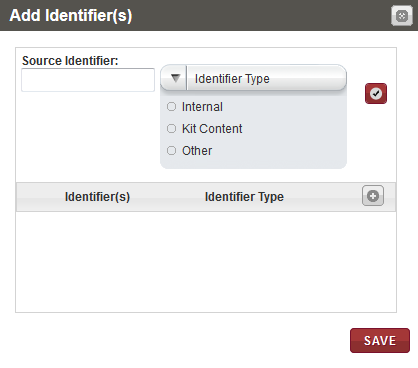 Add Identifier(s)
Source Identifier:
Identifier Type
Internal
Kit Content
Other
Identifier(s) Identifier Type
SAVE